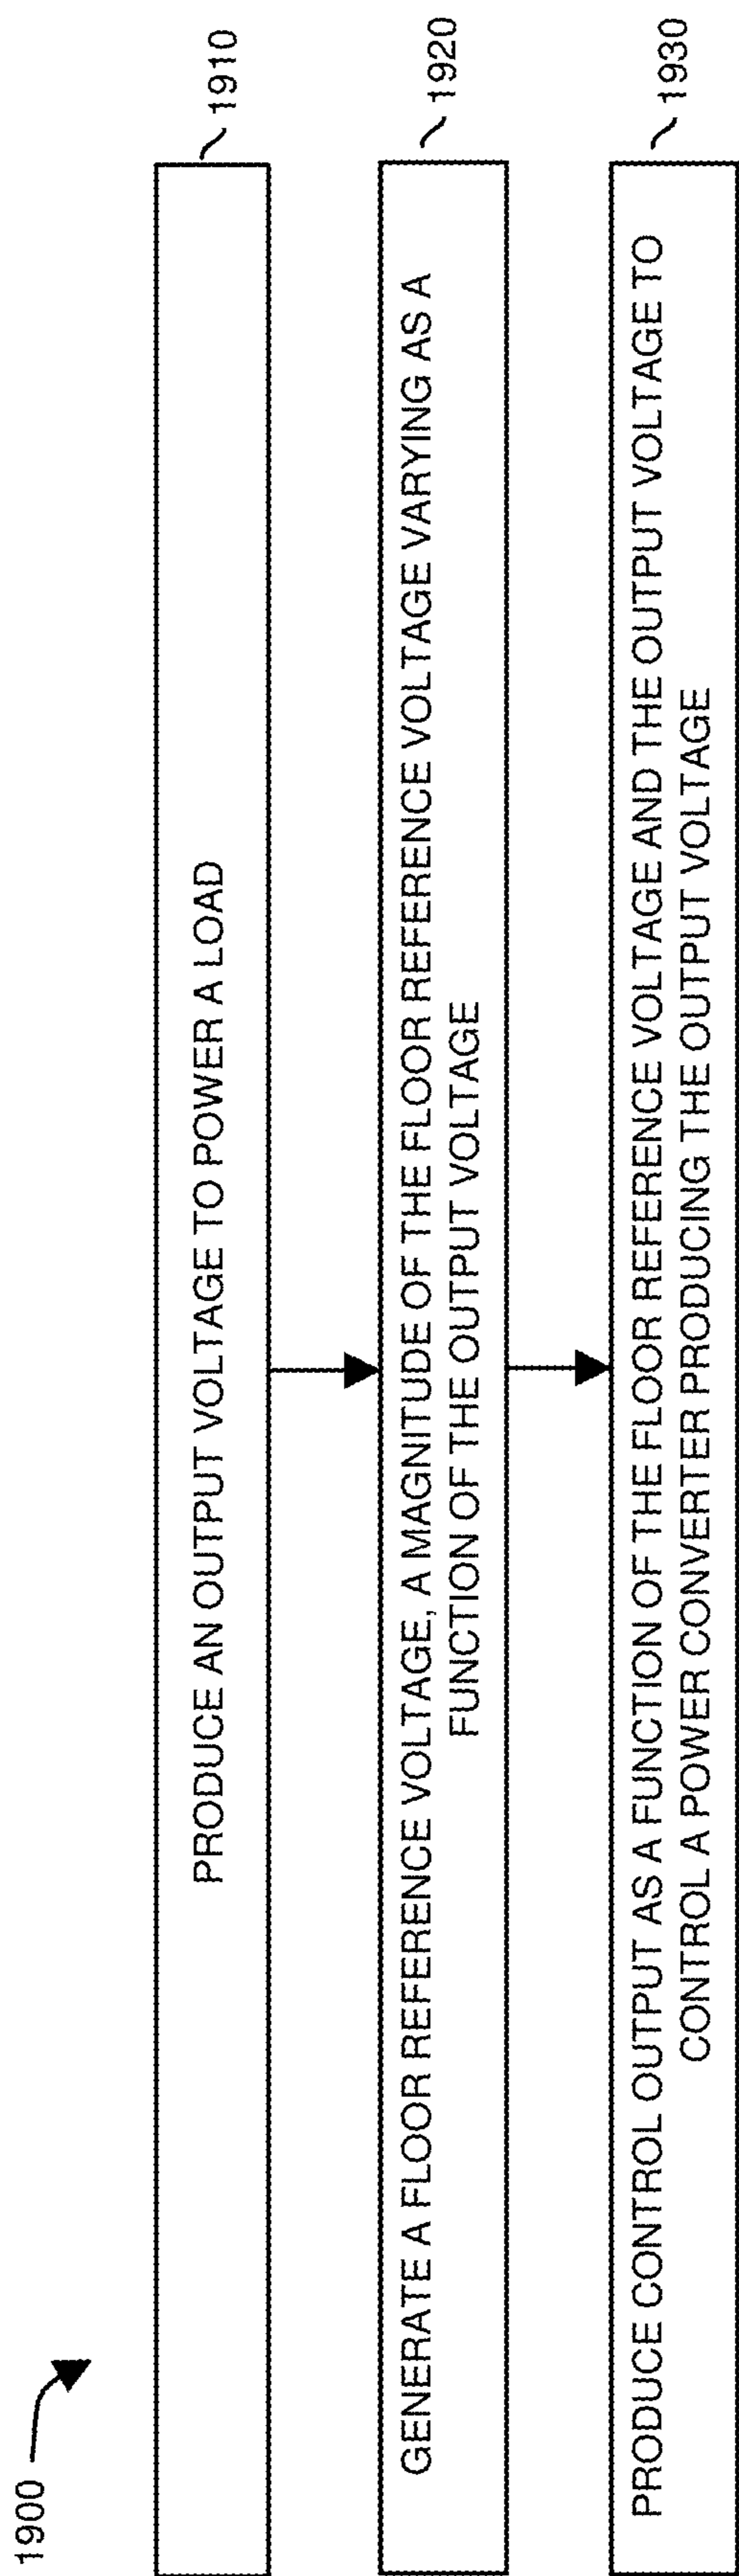 1900
1910
PRODUCE AN OUTPUT VOLTAGE TO POWER A LOAD
1920
GENERATE A FLOOR REFERENCE VOLTAGE, A MAGNITUDE OF THE FLOOR REFERENCE VOLTAGE VARYING AS A
FUNCTION OF THE OUTPUT VOLTAGE
1930
PRODUCE CONTROL OUTPUT AS A FUNCTION OF THE FLOOR REFERENCE VOLTAGE AND THE OUTPUT VOLTAGE TO
CONTROL A POWER CONVERTER PRODUCING THE OUTPUT VOLTAGE